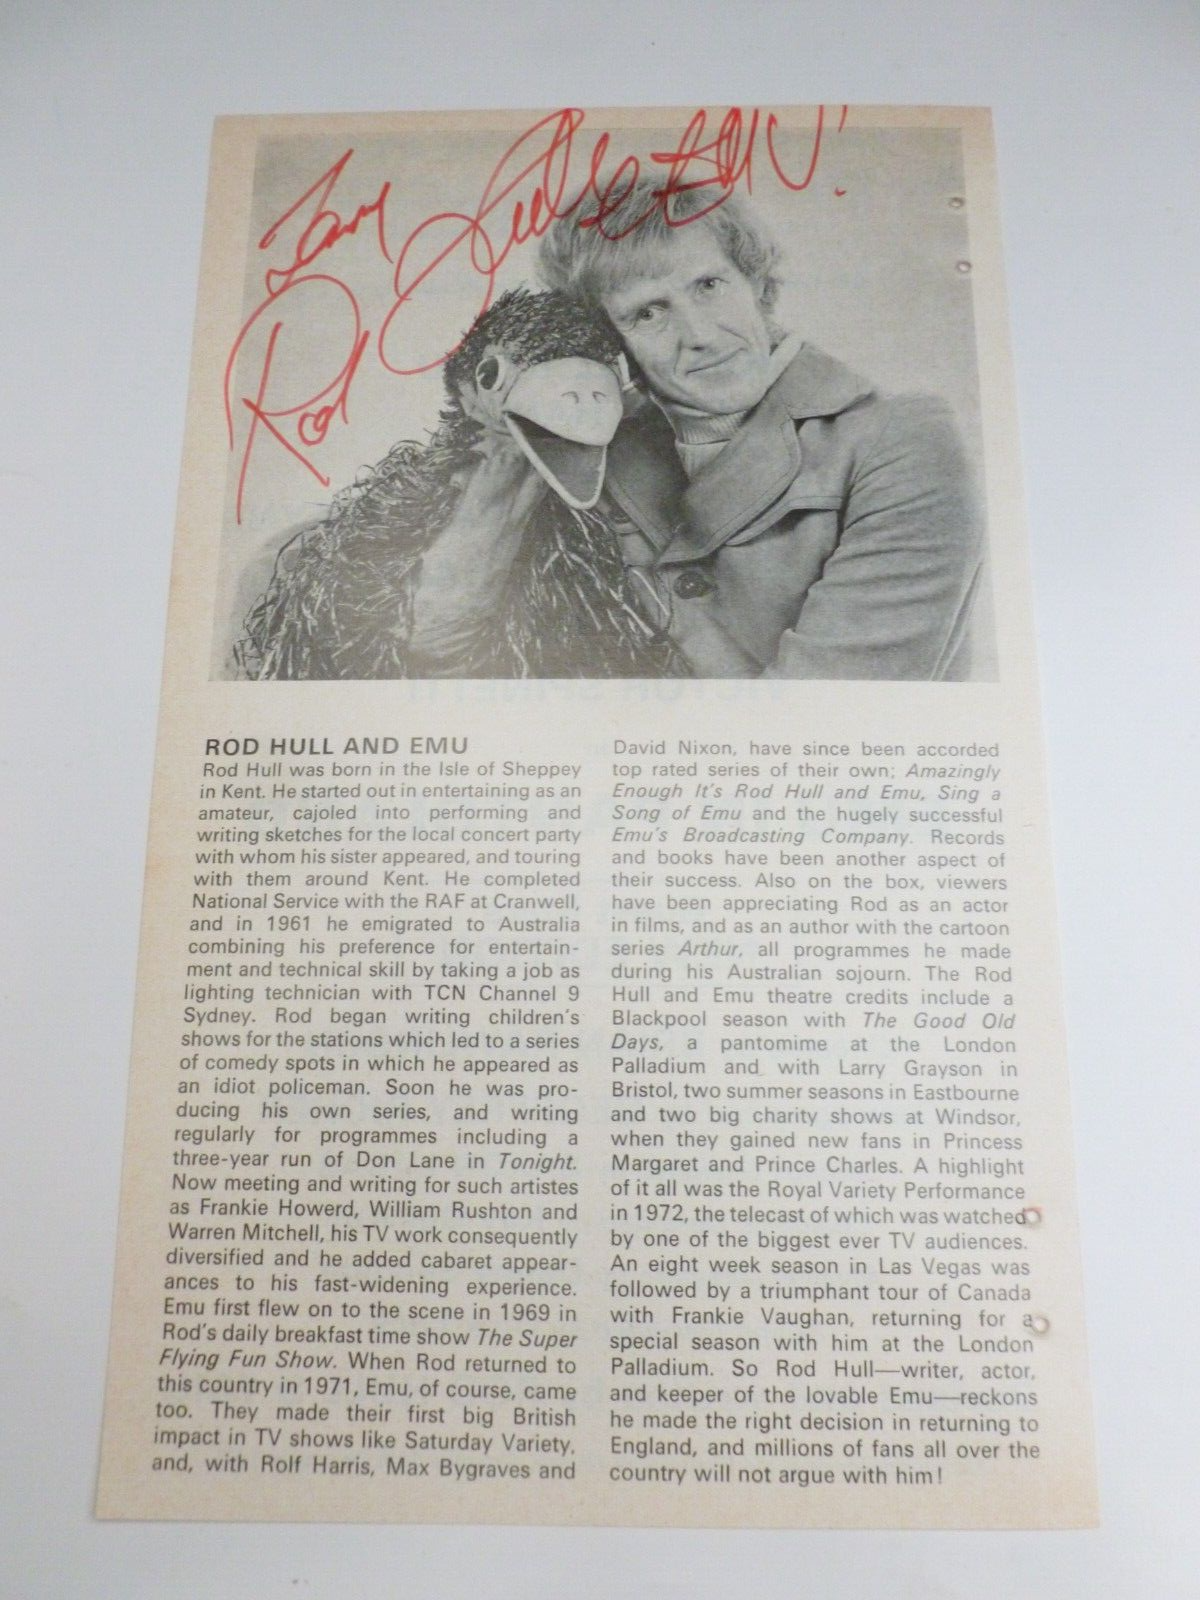 Love
Rod Hull & EMU!
ROD HULL AND EMU
Rod Hull was born in the Isle of Sheppey
in Kent. He started out in entertaining as an
amateur, cajoled into performing and
writing sketches for the local concert party
with whom his sister appeared, and touring
with them around Kent. He completed
National Service with the RAF at Cranwell,
and in 1961 he emigrated to Australia
combining his preference for entertain-
ment and technical skill by taking a job as
lighting technician with TCN Channel 9
Sydney. Rod began writing children's
shows for the stations which led to a series
of comedy spots in which he appeared as
an idiot policeman. Soon he was pro-
ducing his own series, and writing
regularly for programmes including a
three-year run of Don Lane in Tonight.
Now meeting and writing for such artistes
as Frankie Howerd, William Rushton and
Warren Mitchell, his TV work consequently
diversified and he added cabaret appear-
ances to his fast-widening experience.
Emu first flew on to the scene in 1969 in
Rod's daily breakfast time show The Super
Flying Fun Show. When Rod returned to
this country in 1971, Emu, of course, came
too. They made their first big British
impact in TV shows like Saturday Variety,
and, with Rolf Harris, Max Bygraves and
David Nixon, have since been accorded
top rated series of their own; Amazingly
Enough It's Rod Hull and Emu, Sing a
Song of Emu and the hugely successful
Emu's Broadcasting Company. Records
and books have been another aspect of
their success. Also on the box, viewers
have been appreciating Rod as an actor
in films, and as an author with the cartoon
series Arthur, all programmes he made
during his Australian sojourn. The Rod
Hull and Emu theatre credits include a
Blackpool season with The Good Old
Days, a pantomime at the London
Palladium and with Larry Grayson in
Bristol, two summer seasons in Eastbourne
and two big charity shows at Windsor,
when they gained new fans in Princess
Margaret and Prince Charles. A highlight
of it all was the Royal Variety Performance
in 1972, the telecast of which was watched
by one of the biggest ever TV audiences.
An eight week season in Las Vegas was
followed by a triumphant tour of Canada
with Frankie Vaughan, returning for a
special season with him at the London
Palladium. So Rod Hull—writer, actor,
and keeper of the lovable Emu—reckons
he made the right decision in returning to
England, and millions of fans all over the
country will not argue with him!